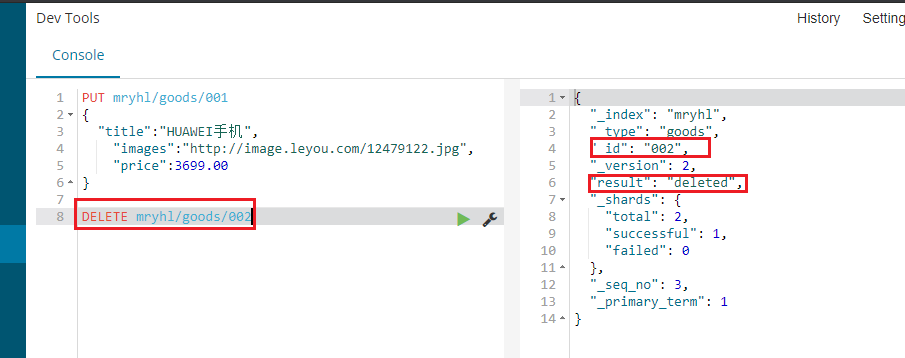 Dev Tools
History
Setting
Console
1 PUT mryhl/goods/001
2 {
3 "title":"HUAWEI手机",
4 "images":"http://image.leyou.com/12479122.jpg",
5 "price":3699.00
6 }
7
8 DELETE mryhl/goods/002
1 {
2 "_index": "mryhl",
3 "_type": "goods",
4 "_id": "002",
5 "_version": 2,
6 "result": "deleted",
7 "_shards": {
8 "total": 2,
9 "successful": 1,
10 "failed": 0
11 },
12 "_seq_no": 3,
13 "_primary_term": 1
14 }